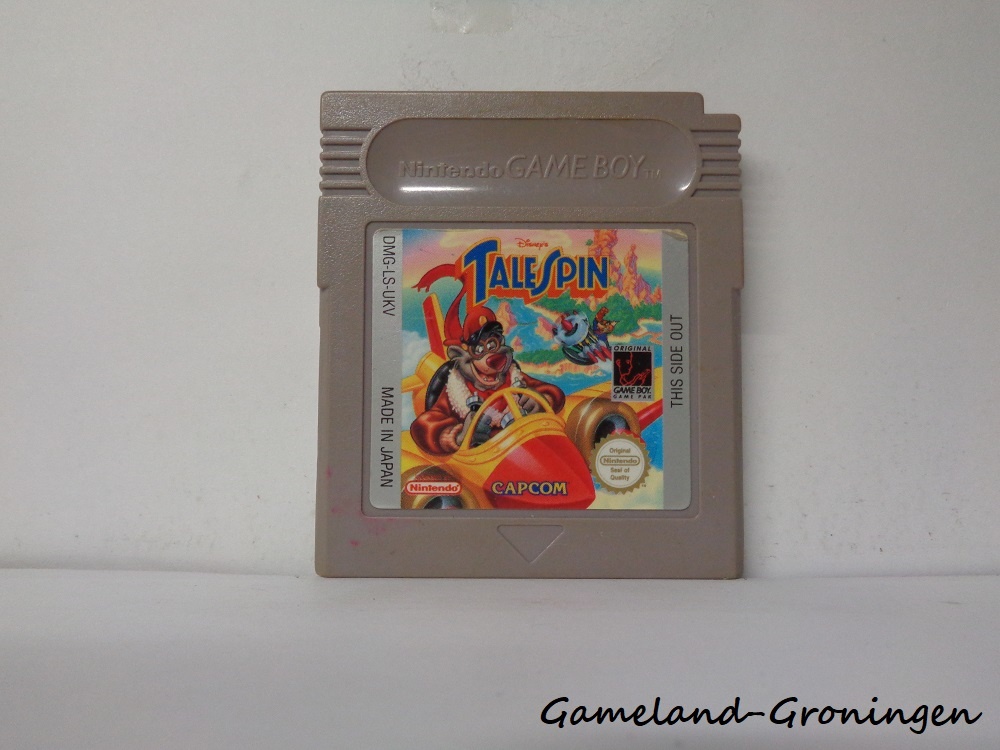 Nintendo GAME BOY TM
DMG-LS-UKV
MADE IN JAPAN
Disney's
TALESPIN
THIS SIDE OUT
ORIGINAL
GAME BOY
GAME PAK
Original
Nintendo
Seal of
Quality
Nintendo
CAPCOM
Gameland-Groningen